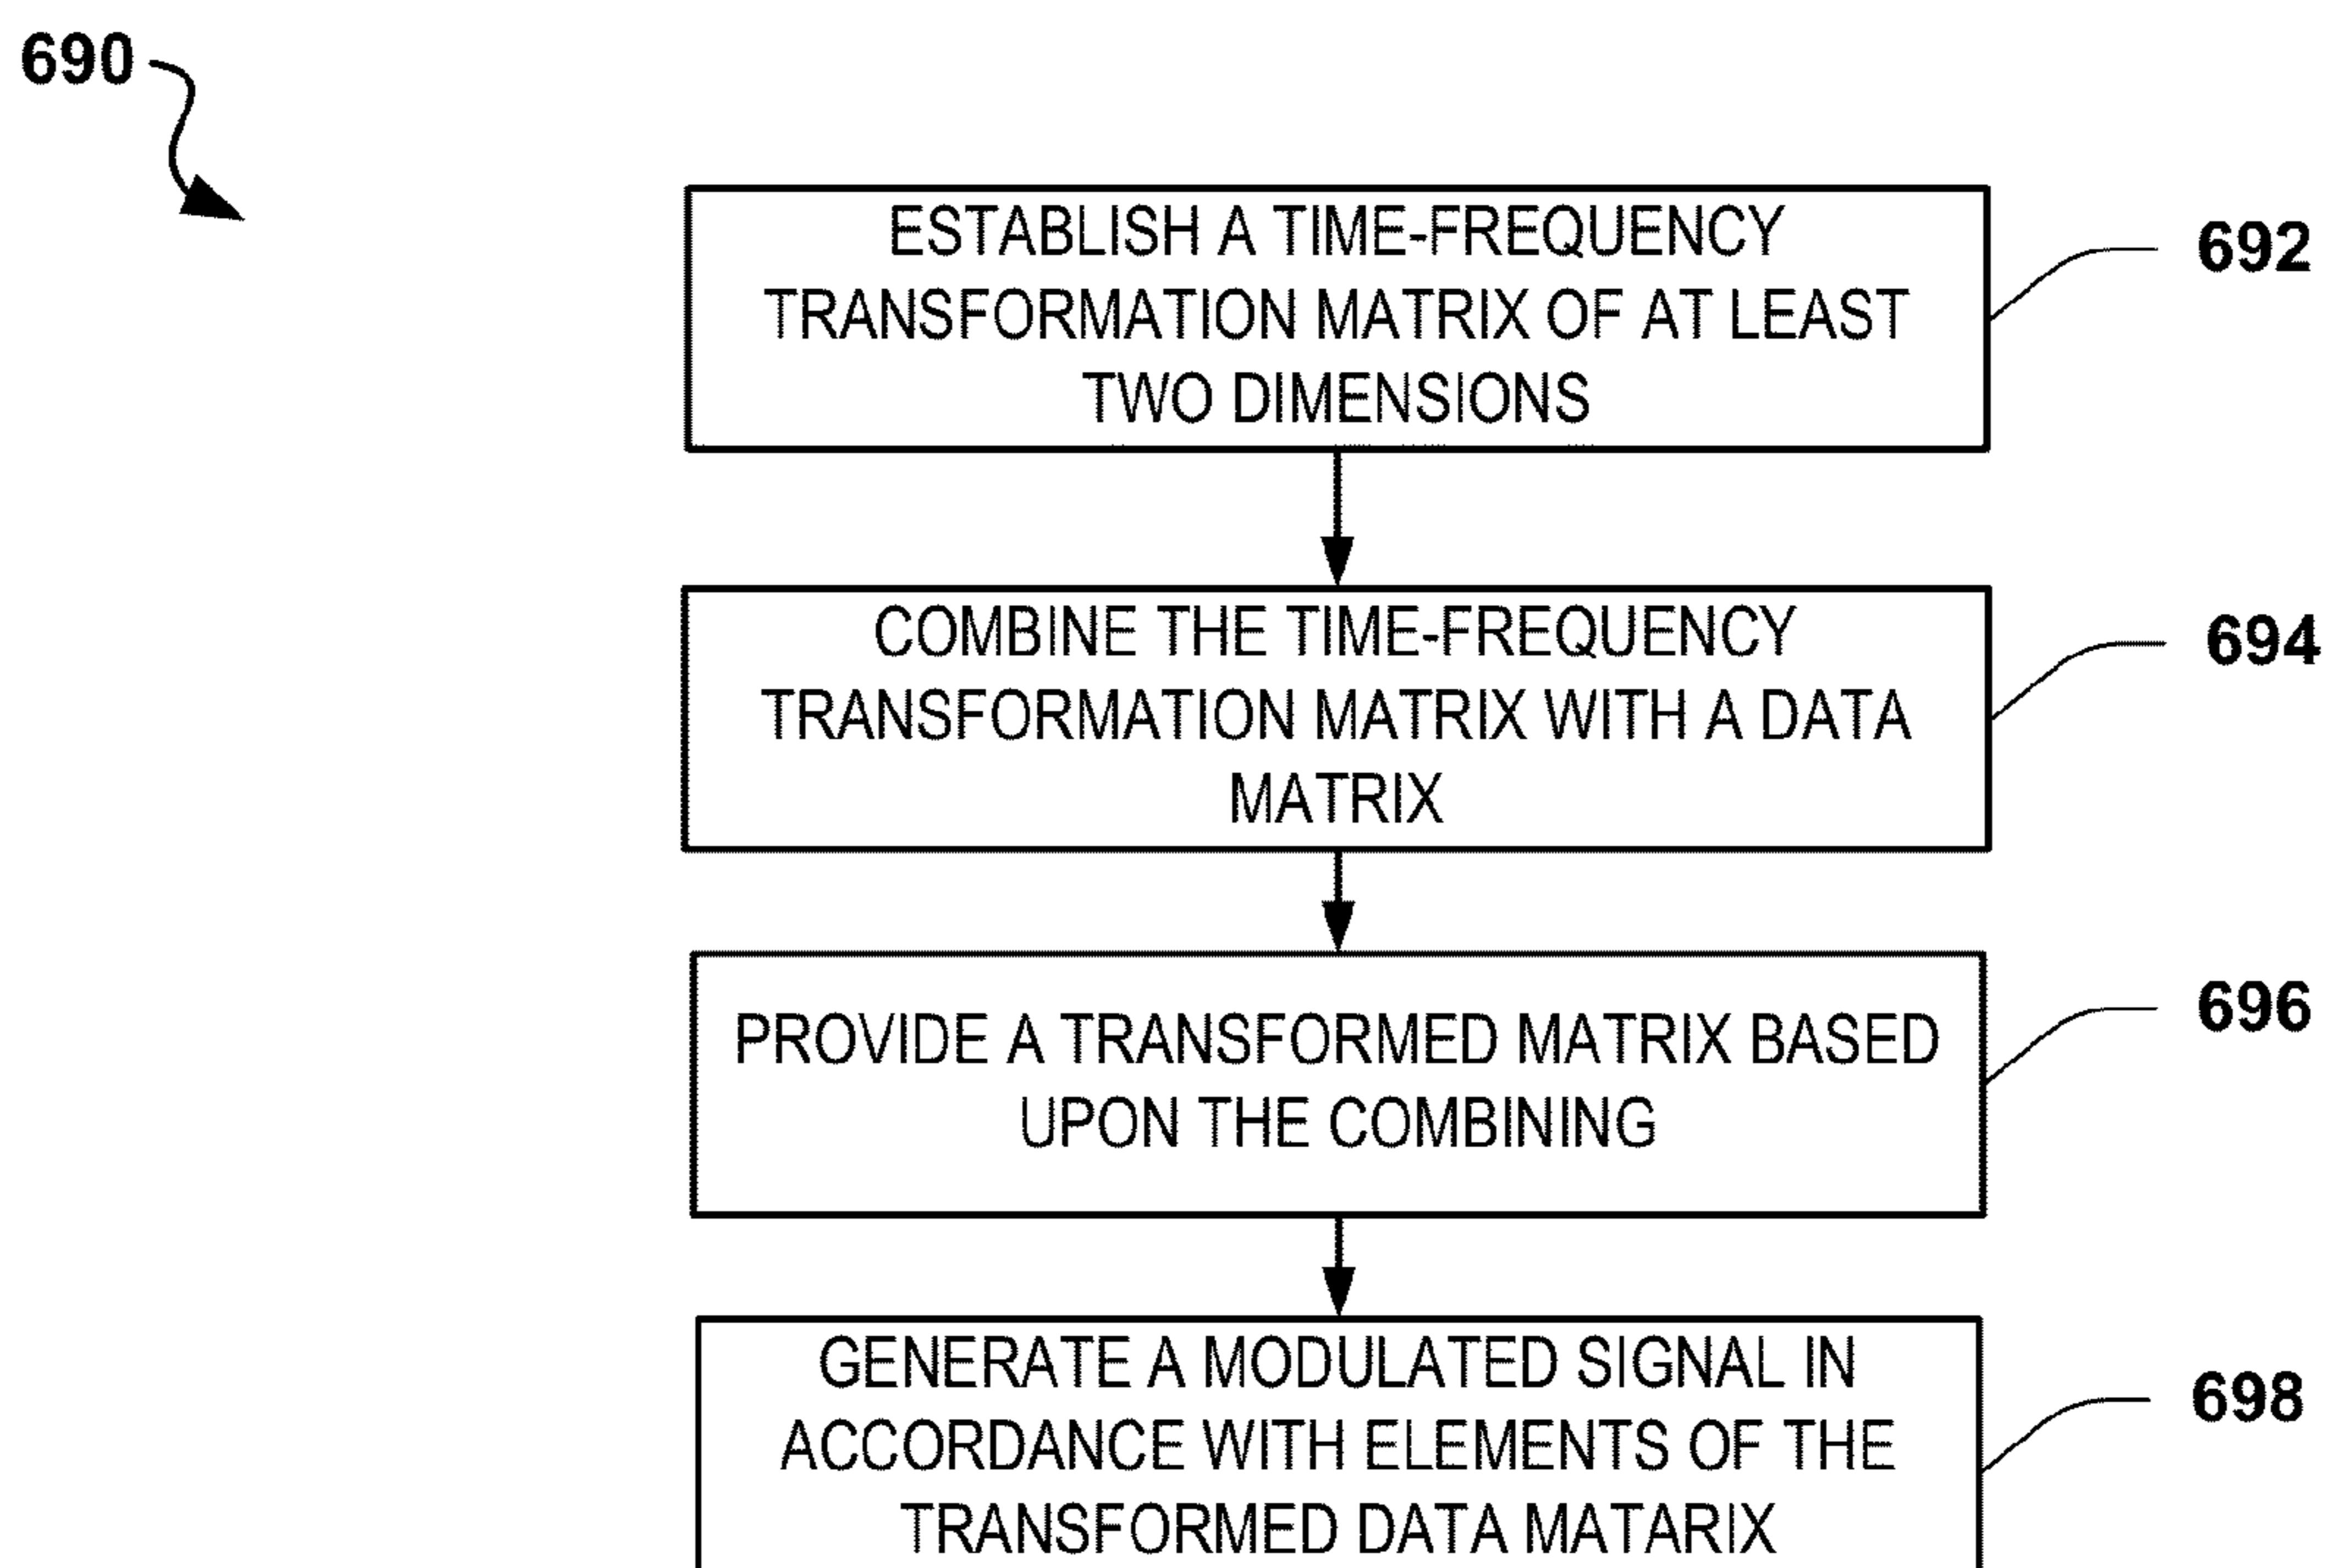 690
ESTABLISH A TIME-FREQUENCY
TRANSFORMATION MATRIX OF AT LEAST
TWO DIMENSIONS
692
COMBINE THE TIME-FREQUENCY
TRANSFORMATION MATRIX WITH A DATA
MATRIX
694
PROVIDE A TRANSFORMED MATRIX BASED
UPON THE COMBINING
696
GENERATE A MODULATED SIGNAL IN
ACCORDANCE WITH ELEMENTS OF THE
TRANSFORMED DATA MATARIX
698